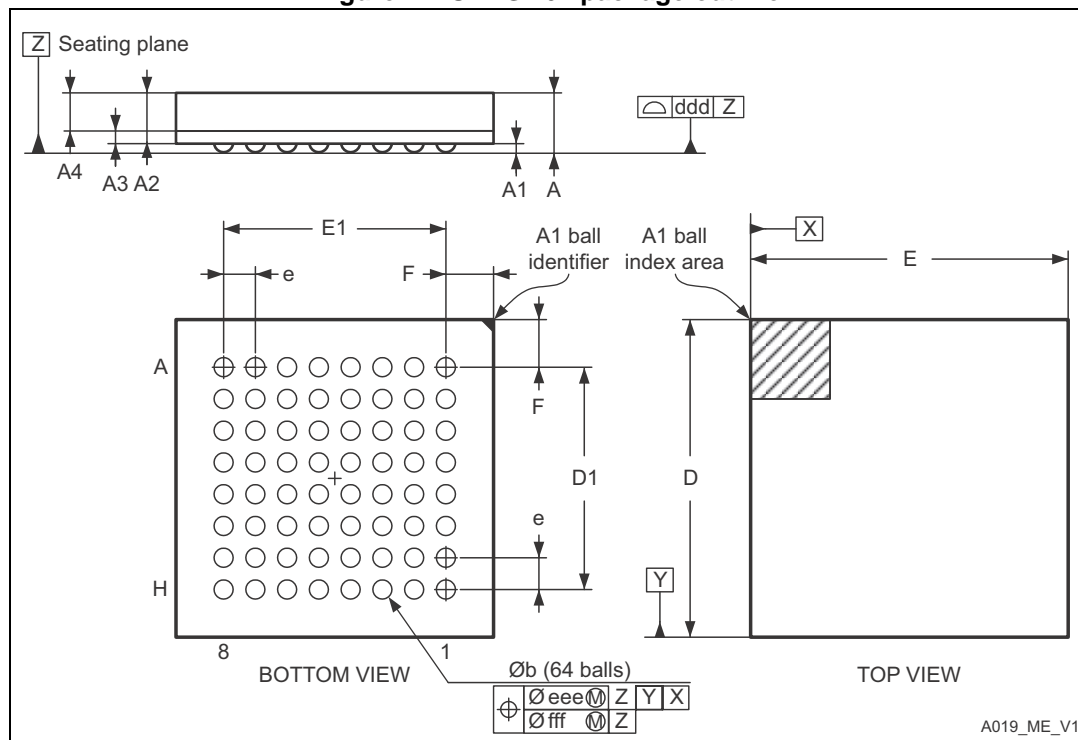 Z Seating plane
ddd Z
A4
A3 A2
A1 A
E1
A1 ball
identifier
A1 ball
index area
X
E
e
F
A
F
D1
D
e
Y
H
8
1
BOTTOM VIEW
Øb (64 balls)
TOP VIEW
Ø eee Ⓜ Z Y X
Ø fff Ⓜ Z
A019_ME_V1